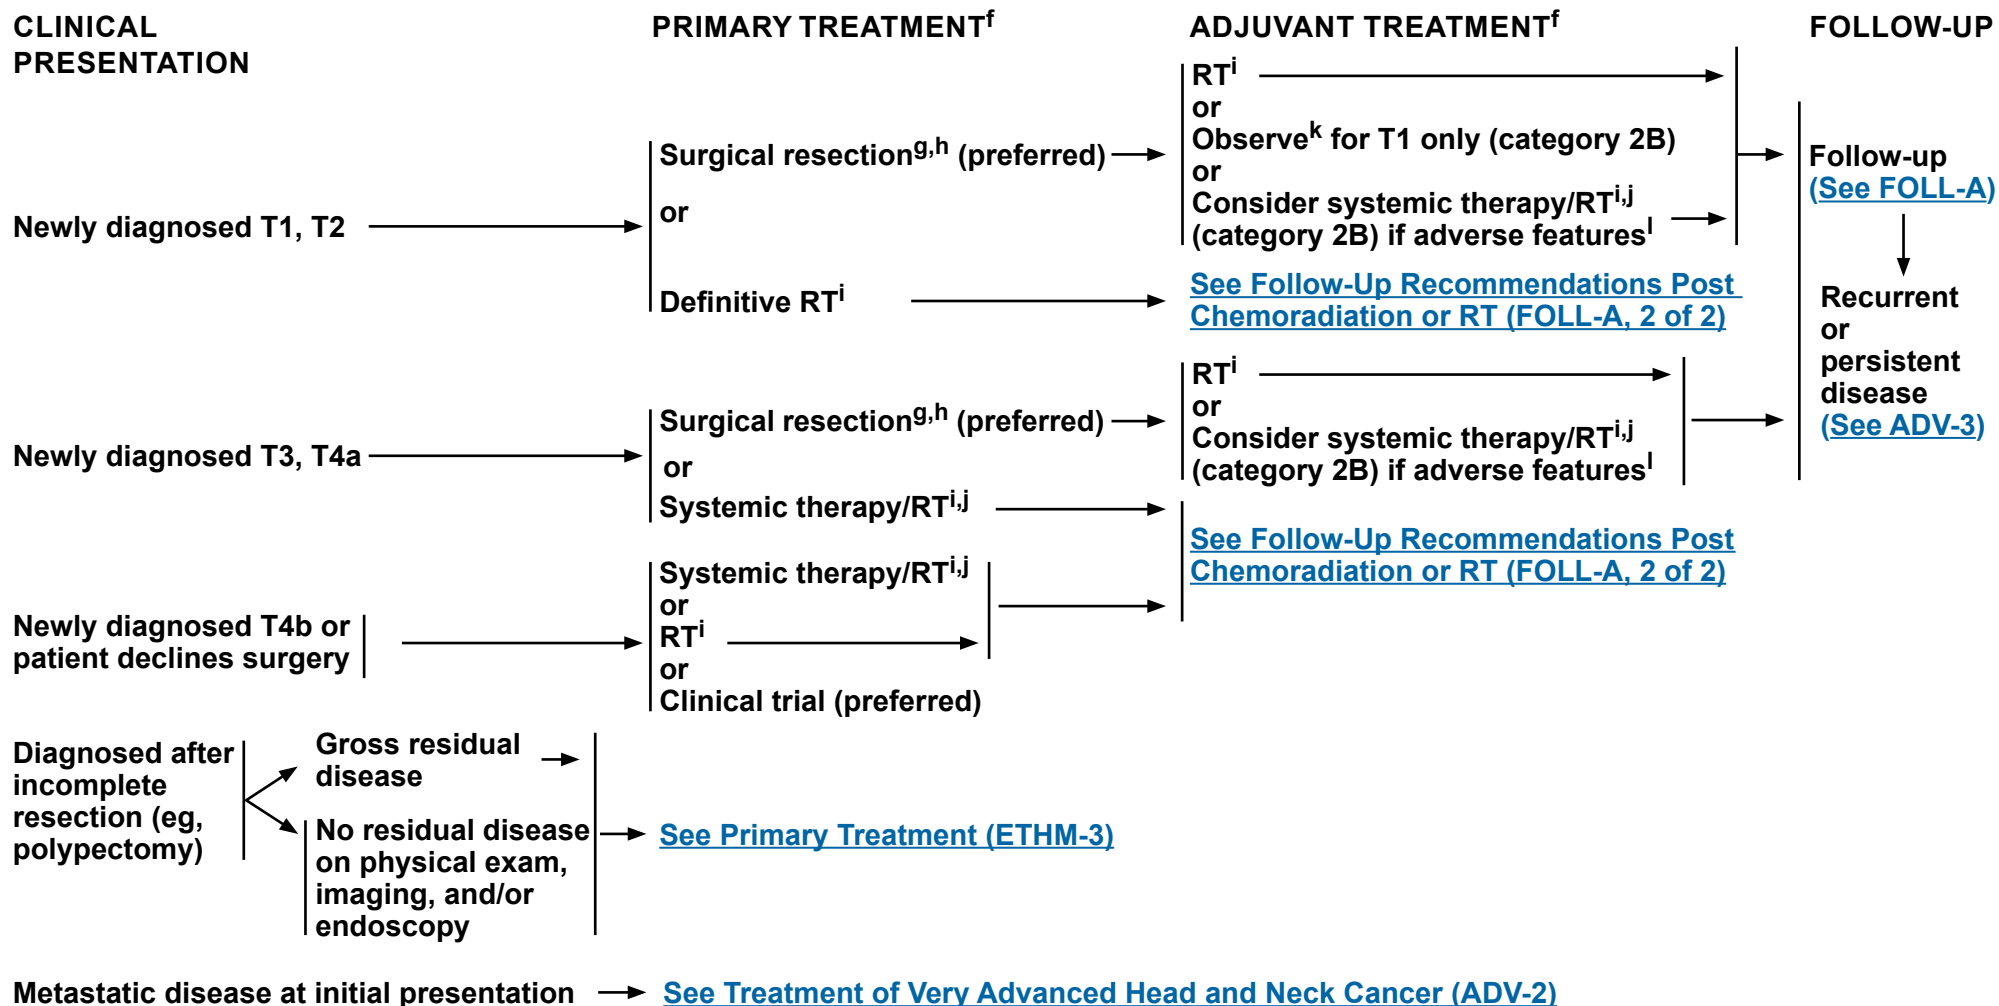 CLINICAL
PRESENTATION
PRIMARY TREATMENTf
ADJUVANT TREATMENTf
FOLLOW-UP
Newly diagnosed T1, T2
Surgical resectiong,h (preferred)
or
Definitive RTi
RTi
or
Observek for T1 only (category 2B)
or
Consider systemic therapy/RTi,j
(category 2B) if adverse featuresl
See Follow-Up Recommendations Post
Chemoradiation or RT (FOLL-A, 2 of 2)
Follow-up
(See FOLL-A)
Recurrent
or
persistent
disease
(See ADV-3)
Newly diagnosed T3, T4a
Surgical resectiong,h (preferred)
or
Systemic therapy/RTi,j
RTi
or
Consider systemic therapy/RTi,j
(category 2B) if adverse featuresl
See Follow-Up Recommendations Post
Chemoradiation or RT (FOLL-A, 2 of 2)
Newly diagnosed T4b or
patient declines surgery
Systemic therapy/RTi,j
or
RTi
or
Clinical trial (preferred)
Diagnosed after
incomplete
resection (eg,
polypectomy)
Gross residual
disease
No residual disease
on physical exam,
imaging, and/or
endoscopy
See Primary Treatment (ETHM-3)
Metastatic disease at initial presentation
See Treatment of Very Advanced Head and Neck Cancer (ADV-2)